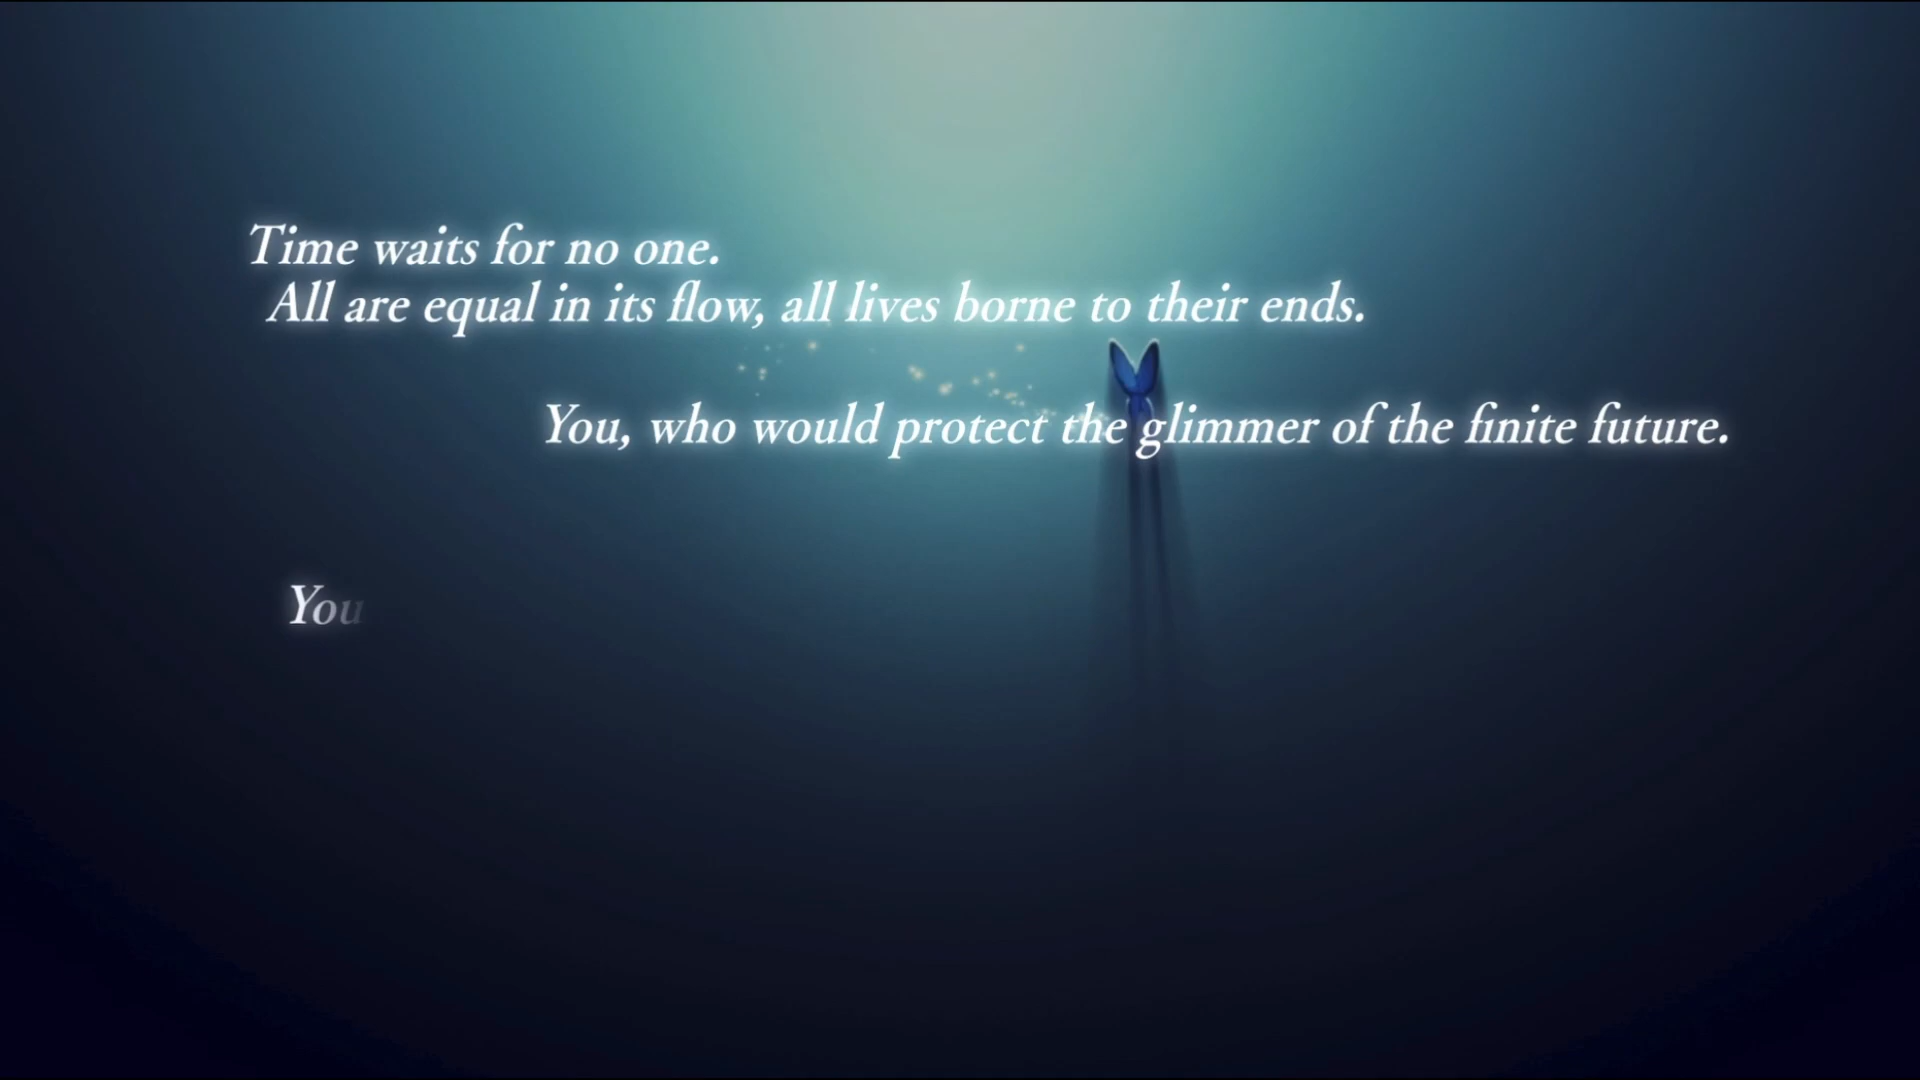 Time waits for no one.
All are equal in its flow, all lives borne to their ends.
You, who would protect the glimmer of the finite future.
You